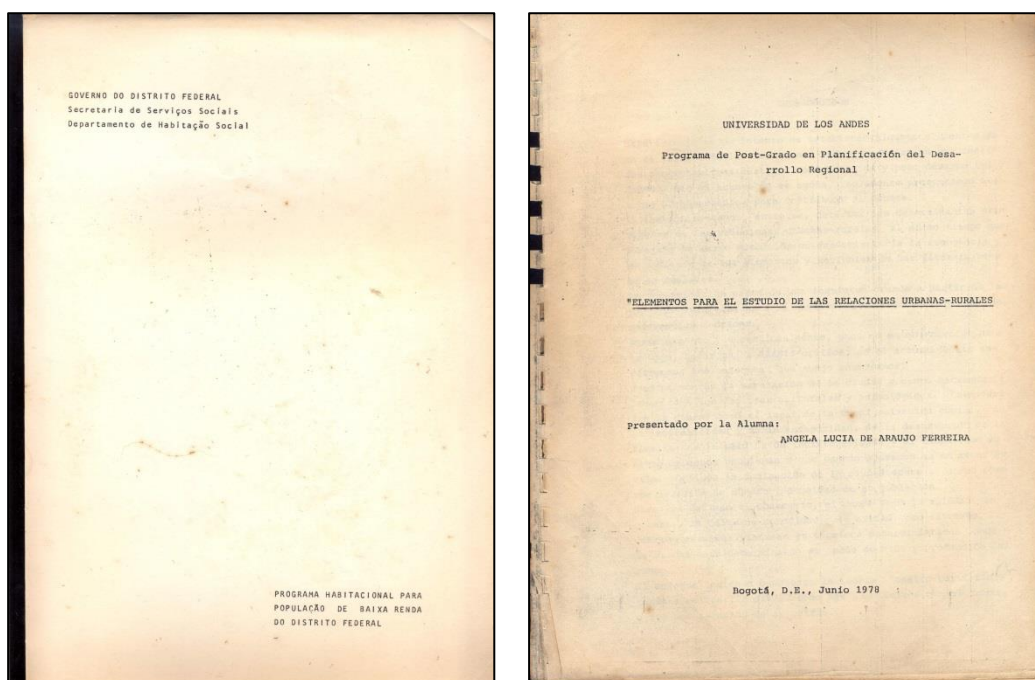 GOVERNO DO DISTRITO FEDERAL
Secretaria de Serviços Sociais
Departamento de Habitação Social
PROGRAMA HABITACIONAL PARA
POPULAÇÃO DE BAIXA RENDA
DO DISTRITO FEDERAL
UNIVERSIDAD DE LOS ANDES
Programa de Post-Grado en Planificación del Desa-
rrollo Regional
"ELEMENTOS PARA EL ESTUDIO DE LAS RELACIONES URBANAS-RURALES
Presentado por la Alumna:
ANGELA LUCIA DE ARAUJO FERREIRA
Bogotá, D.E., Junio 1978